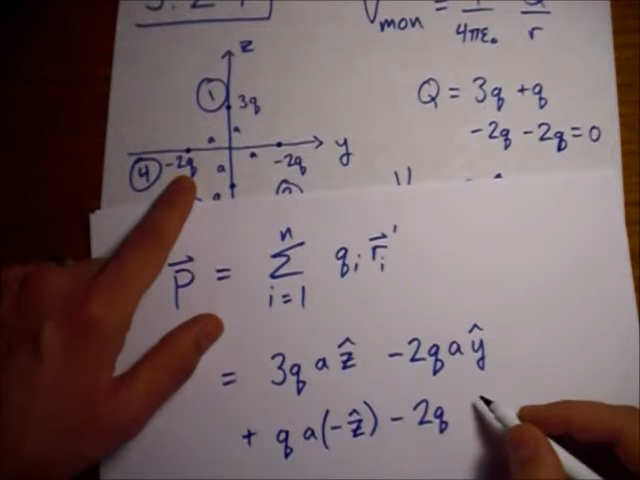 V_mon = 1/4πε₀ Q/r
z
① 3q
a a
Q = 3q + q
-2q -2q = 0
y
④ -2q a a -2q
a
a
p⃗ = Σ_{i=1}^{n} q_i r⃗_i'
= 3q a ẑ - 2q a ŷ
+ q a(-ẑ) - 2q